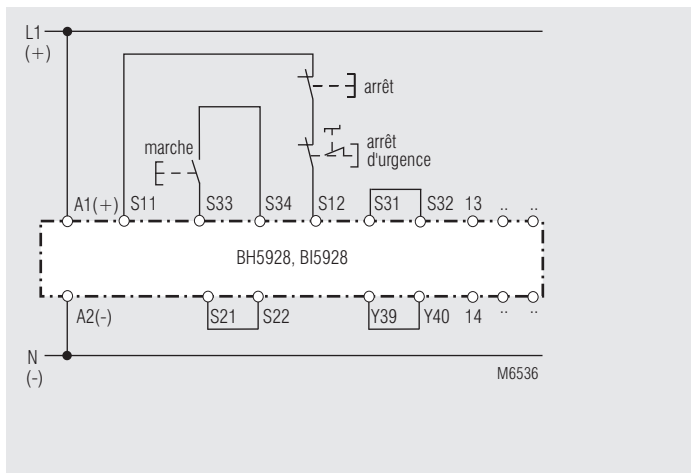 L1
(+)
arrêt
marche
arrêt
d'urgence
A1(+) S11 S33 S34 S12 S31 S32 13 .. ..
BH5928, BI5928
A2(-) S21 S22 Y39 Y40 14 .. ..
N
(-)
M6536